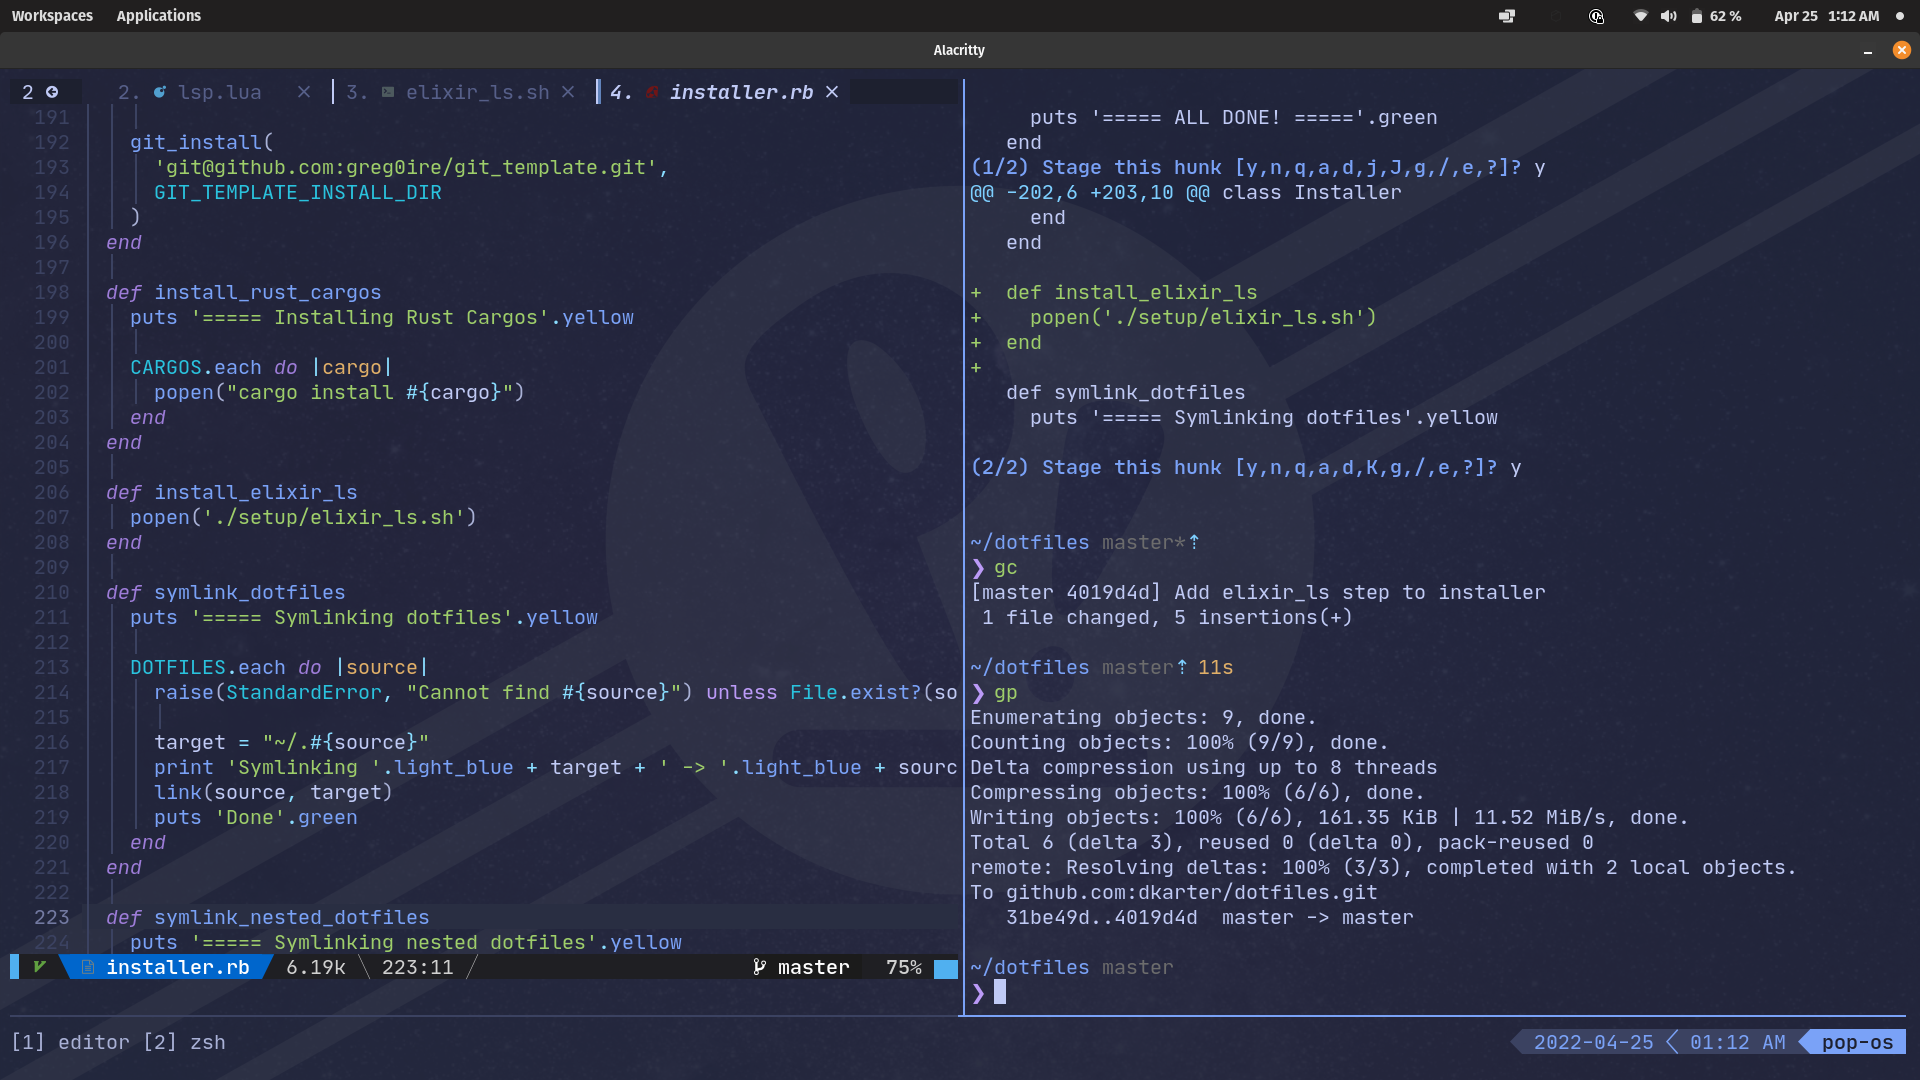 Workspaces Applications
62 % Apr 25 1:12 AM
Alacritty
2 2. lsp.lua × 3. elixir_ls.sh × 4. installer.rb ×
191
192 git_install(
193 'git@github.com:greg0ire/git_template.git',
194 GIT_TEMPLATE_INSTALL_DIR
195 )
196 end
197
198 def install_rust_cargos
199 puts '===== Installing Rust Cargos'.yellow
200
201 CARGOS.each do |cargo|
202 popen("cargo install #{cargo}")
203 end
204 end
205
206 def install_elixir_ls
207 popen('./setup/elixir_ls.sh')
208 end
209
210 def symlink_dotfiles
211 puts '===== Symlinking dotfiles'.yellow
212
213 DOTFILES.each do |source|
214 raise(StandardError, "Cannot find #{source}") unless File.exist?(so
215
216 target = "~/.#{source}"
217 print 'Symlinking '.light_blue + target + ' -> '.light_blue + sourc
218 link(source, target)
219 puts 'Done'.green
220 end
221 end
222
223 def symlink_nested_dotfiles
224 puts '===== Symlinking nested dotfiles'.yellow
installer.rb 6.19k 223:11 master 75%
puts '===== ALL DONE! ====='.green
end
(1/2) Stage this hunk [y,n,q,a,d,j,J,g,/,e,?]? y
@@ -202,6 +203,10 @@ class Installer
end
end
+ def install_elixir_ls
+ popen('./setup/elixir_ls.sh')
+ end
+
def symlink_dotfiles
puts '===== Symlinking dotfiles'.yellow
(2/2) Stage this hunk [y,n,q,a,d,K,g,/,e,?]? y
~/dotfiles master*⇡
❯ gc
[master 4019d4d] Add elixir_ls step to installer
1 file changed, 5 insertions(+)
~/dotfiles master⇡ 11s
❯ gp
Enumerating objects: 9, done.
Counting objects: 100% (9/9), done.
Delta compression using up to 8 threads
Compressing objects: 100% (6/6), done.
Writing objects: 100% (6/6), 161.35 KiB | 11.52 MiB/s, done.
Total 6 (delta 3), reused 0 (delta 0), pack-reused 0
remote: Resolving deltas: 100% (3/3), completed with 2 local objects.
To github.com:dkarter/dotfiles.git
31be49d..4019d4d master -> master
~/dotfiles master
❯
[1] editor [2] zsh
2022-04-25 01:12 AM pop-os